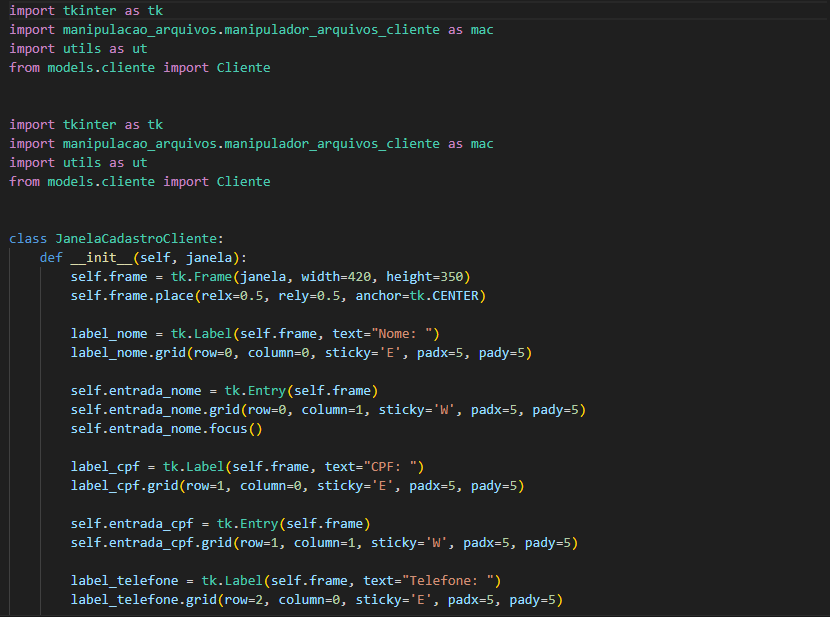 import tkinter as tk
import manipulacao_arquivos.manipulador_arquivos_cliente as mac
import utils as ut
from models.cliente import Cliente
import tkinter as tk
import manipulacao_arquivos.manipulador_arquivos_cliente as mac
import utils as ut
from models.cliente import Cliente
class JanelaCadastroCliente:
    def __init__(self, janela):
        self.frame = tk.Frame(janela, width=420, height=350)
        self.frame.place(relx=0.5, rely=0.5, anchor=tk.CENTER)
        label_nome = tk.Label(self.frame, text="Nome: ")
        label_nome.grid(row=0, column=0, sticky='E', padx=5, pady=5)
        self.entrada_nome = tk.Entry(self.frame)
        self.entrada_nome.grid(row=0, column=1, sticky='W', padx=5, pady=5)
        self.entrada_nome.focus()
        label_cpf = tk.Label(self.frame, text="CPF: ")
        label_cpf.grid(row=1, column=0, sticky='E', padx=5, pady=5)
        self.entrada_cpf = tk.Entry(self.frame)
        self.entrada_cpf.grid(row=1, column=1, sticky='W', padx=5, pady=5)
        label_telefone = tk.Label(self.frame, text="Telefone: ")
        label_telefone.grid(row=2, column=0, sticky='E', padx=5, pady=5)